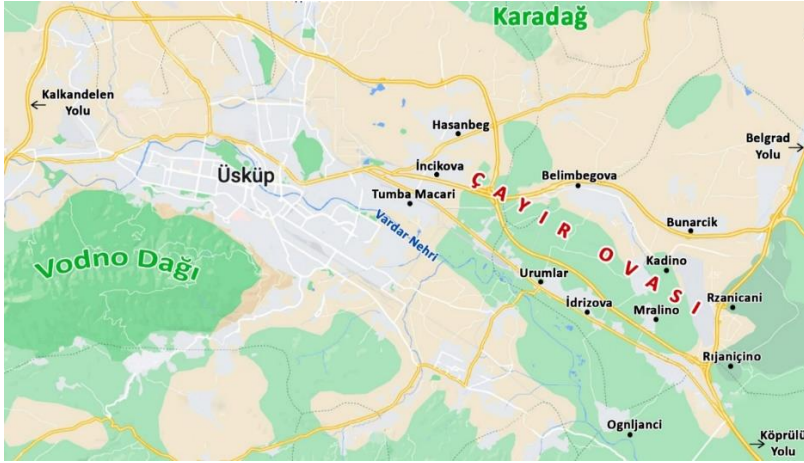 Karadağ
Kalkandelen
Yolu
Hasanbeg
Belgrad
Yolu
İncikova
Belimbegova
Üsküp
Tumba Macari
ÇAYIR OVASI
Vardar Nehri
Bunarcik
Vodno Dağı
Kadino
Urumlar
İdrizova
Mralino
Rzanicani
Rıjaniçino
Ognljanci
Köprülü
Yolu